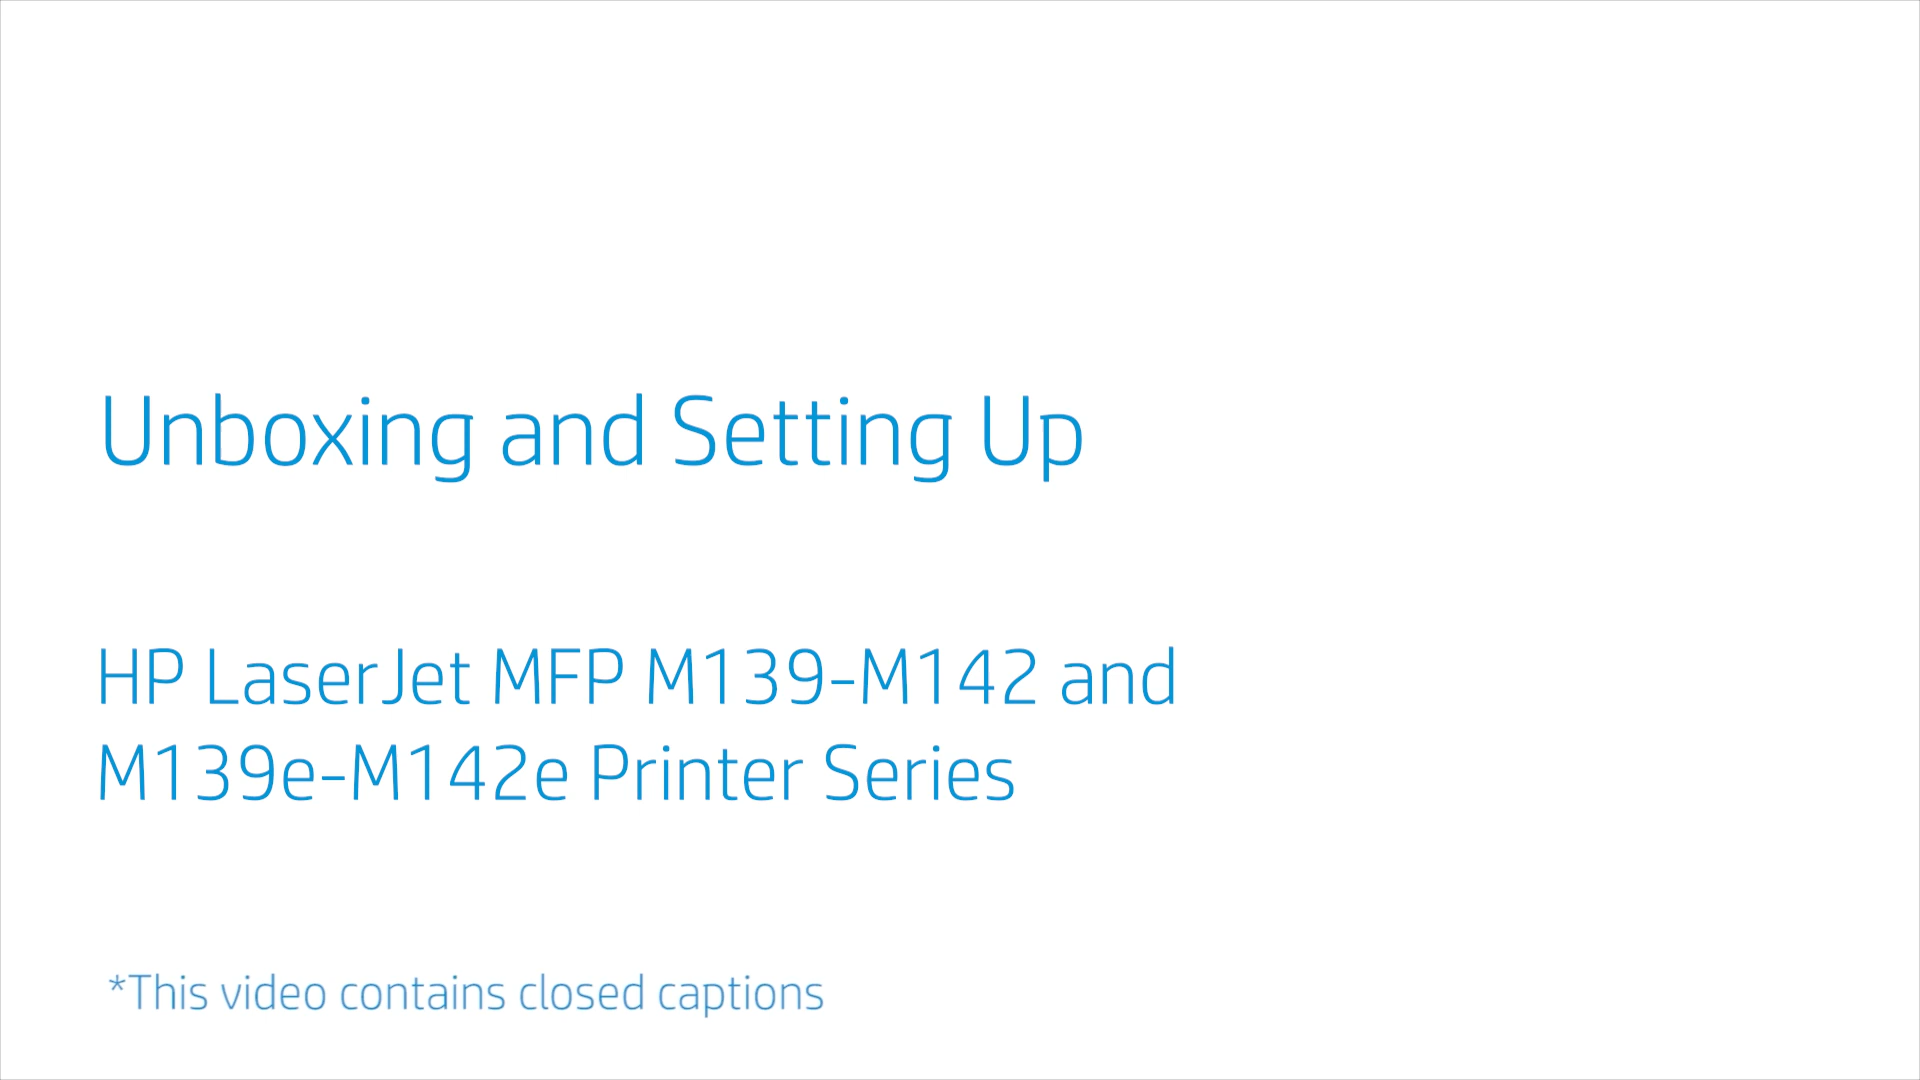 Unboxing and Setting Up
HP LaserJet MFP M139-M142 and
M139e-M142e Printer Series
*This video contains closed captions